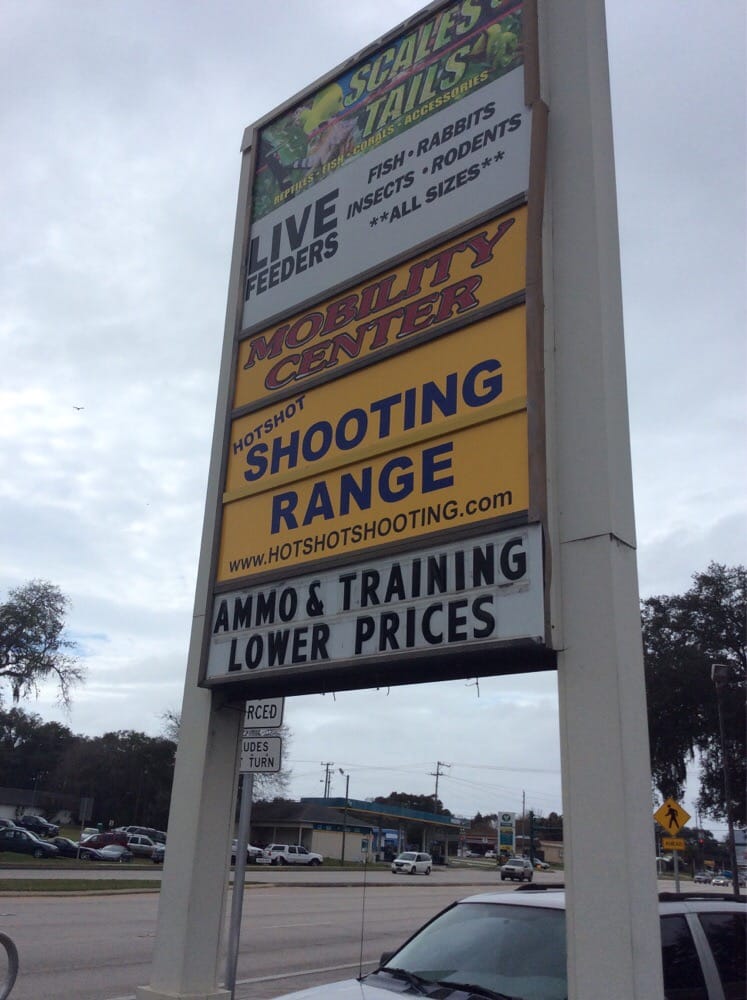 SCALES
TAILS
REPTILES • FISH • CORALS • ACCESSORIES
LIVE
FEEDERS
FISH • RABBITS
INSECTS • RODENTS
**ALL SIZES**
MOBILITY
CENTER
HOTSHOT
SHOOTING
RANGE
www.HOTSHOTSHOOTING.com
AMMO & TRAINING
LOWER PRICES
RCED
UDES
TURN
AHEAD